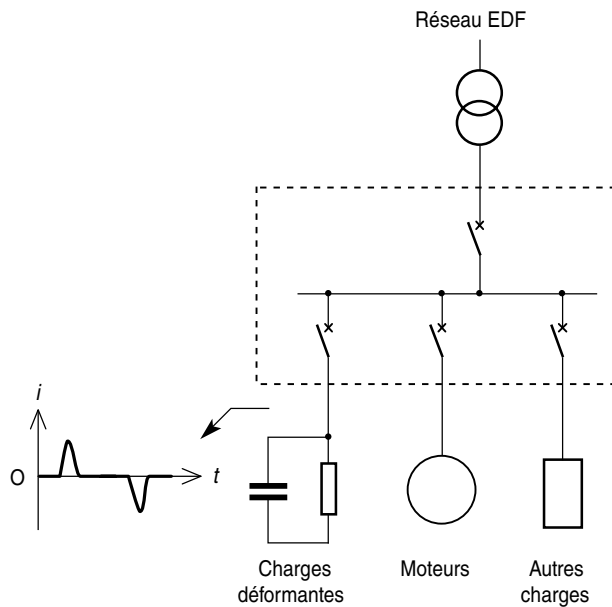 Réseau EDF
i
O
t
Charges
déformantes
Moteurs
Autres
charges